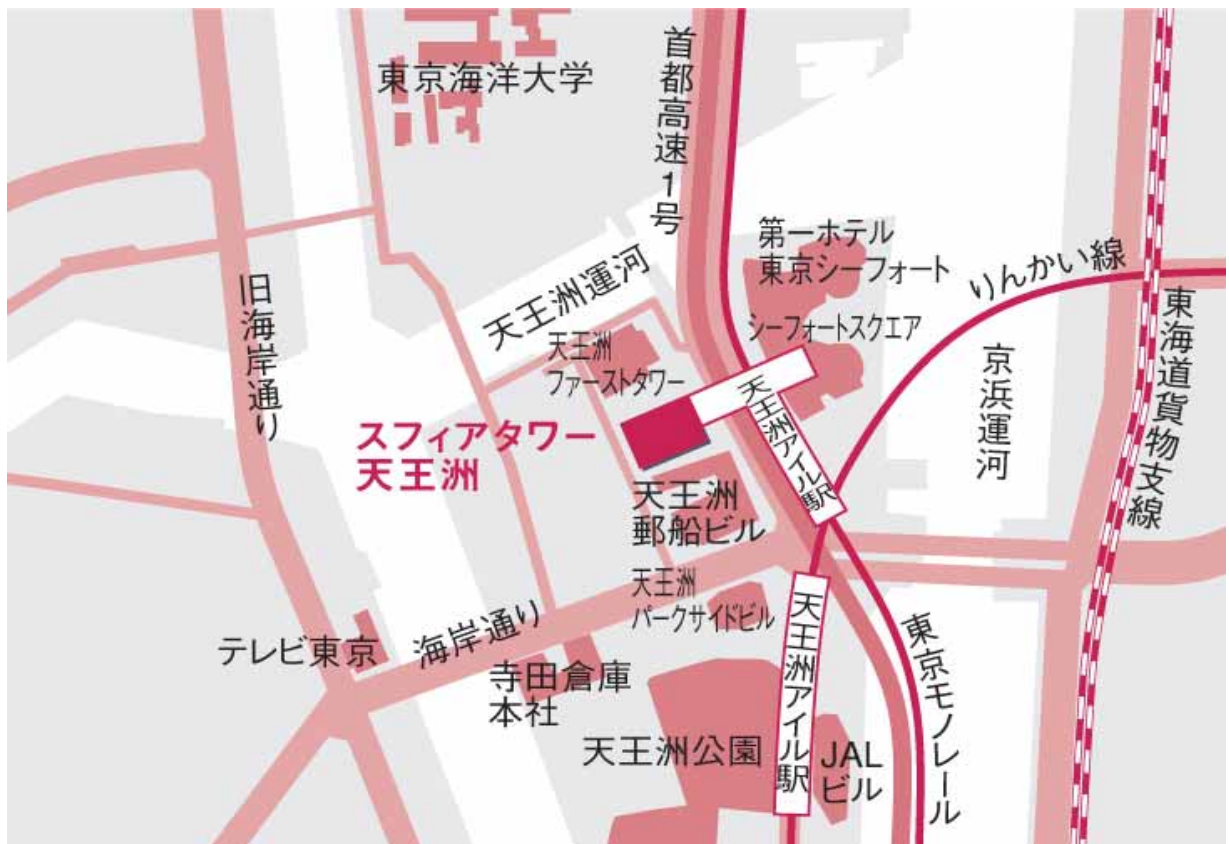 東京海洋大学
首都高速1号
第一ホテル
東京シーフォート
りんかい線
天王洲運河
旧海岸通り
シーフォートスクエア
東海道貨物支線
天王洲
ファーストタワー
京浜運河
天王洲アイル駅
スフィアタワー
天王洲
天王洲
郵船ビル
天王洲
パークサイドビル
天王洲アイル駅
東京モノレール
海岸通り
テレビ東京
寺田倉庫
本社
天王洲公園
JAL
ビル